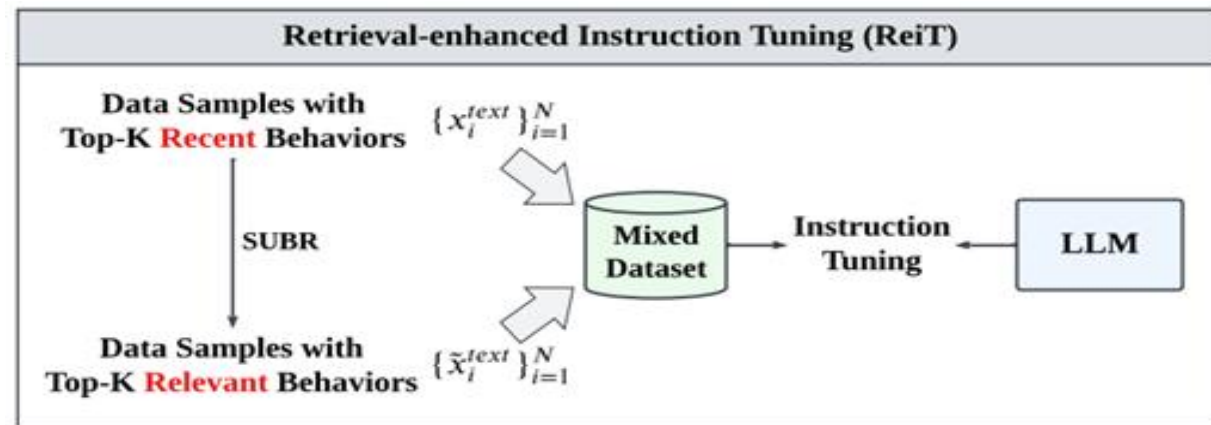 Retrieval-enhanced Instruction Tuning (ReiT)
Data Samples with
Top-K Recent Behaviors
{x_i^{text}}_{i=1}^N
SUBR
Mixed
Dataset
Instruction
Tuning
LLM
Data Samples with
Top-K Relevant Behaviors
{x̃_i^{text}}_{i=1}^N